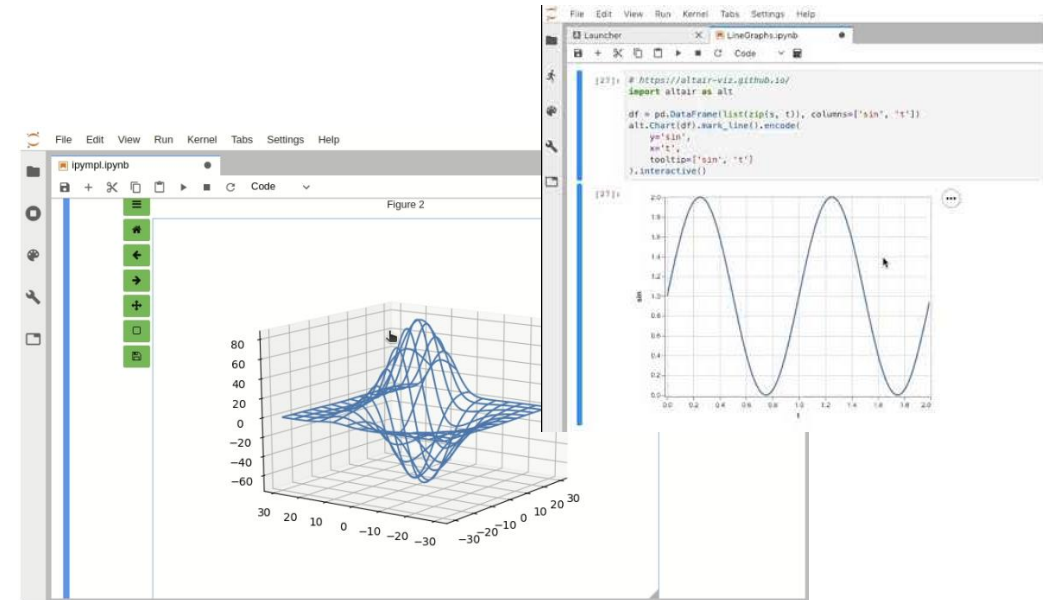 File Edit View Run Kernel Tabs Settings Help
Launcher
LineGraphs.ipynb
Code
[27]:
# https://altair-viz.github.io/
import altair as alt
df = pd.DataFrame(list(zip(s, t)), columns=['sin', 't'])
alt.Chart(df).mark_line().encode(
y='sin',
x='t',
tooltip=['sin', 't']
).interactive()
[27]:
2.0
1.8
1.6
1.4
1.2
1.0
0.8
0.6
0.4
0.2
0.0
sin
0.0 0.2 0.4 0.6 0.8 1.0 1.2 1.4 1.6 1.8 2.0
t
File Edit View Run Kernel Tabs Settings Help
ipympl.ipynb
Code
Figure 2
80
60
40
20
0
−20
−40
−60
30 20 10 0 −10 −20 −30
−30 −20 −10 0 10 20 30